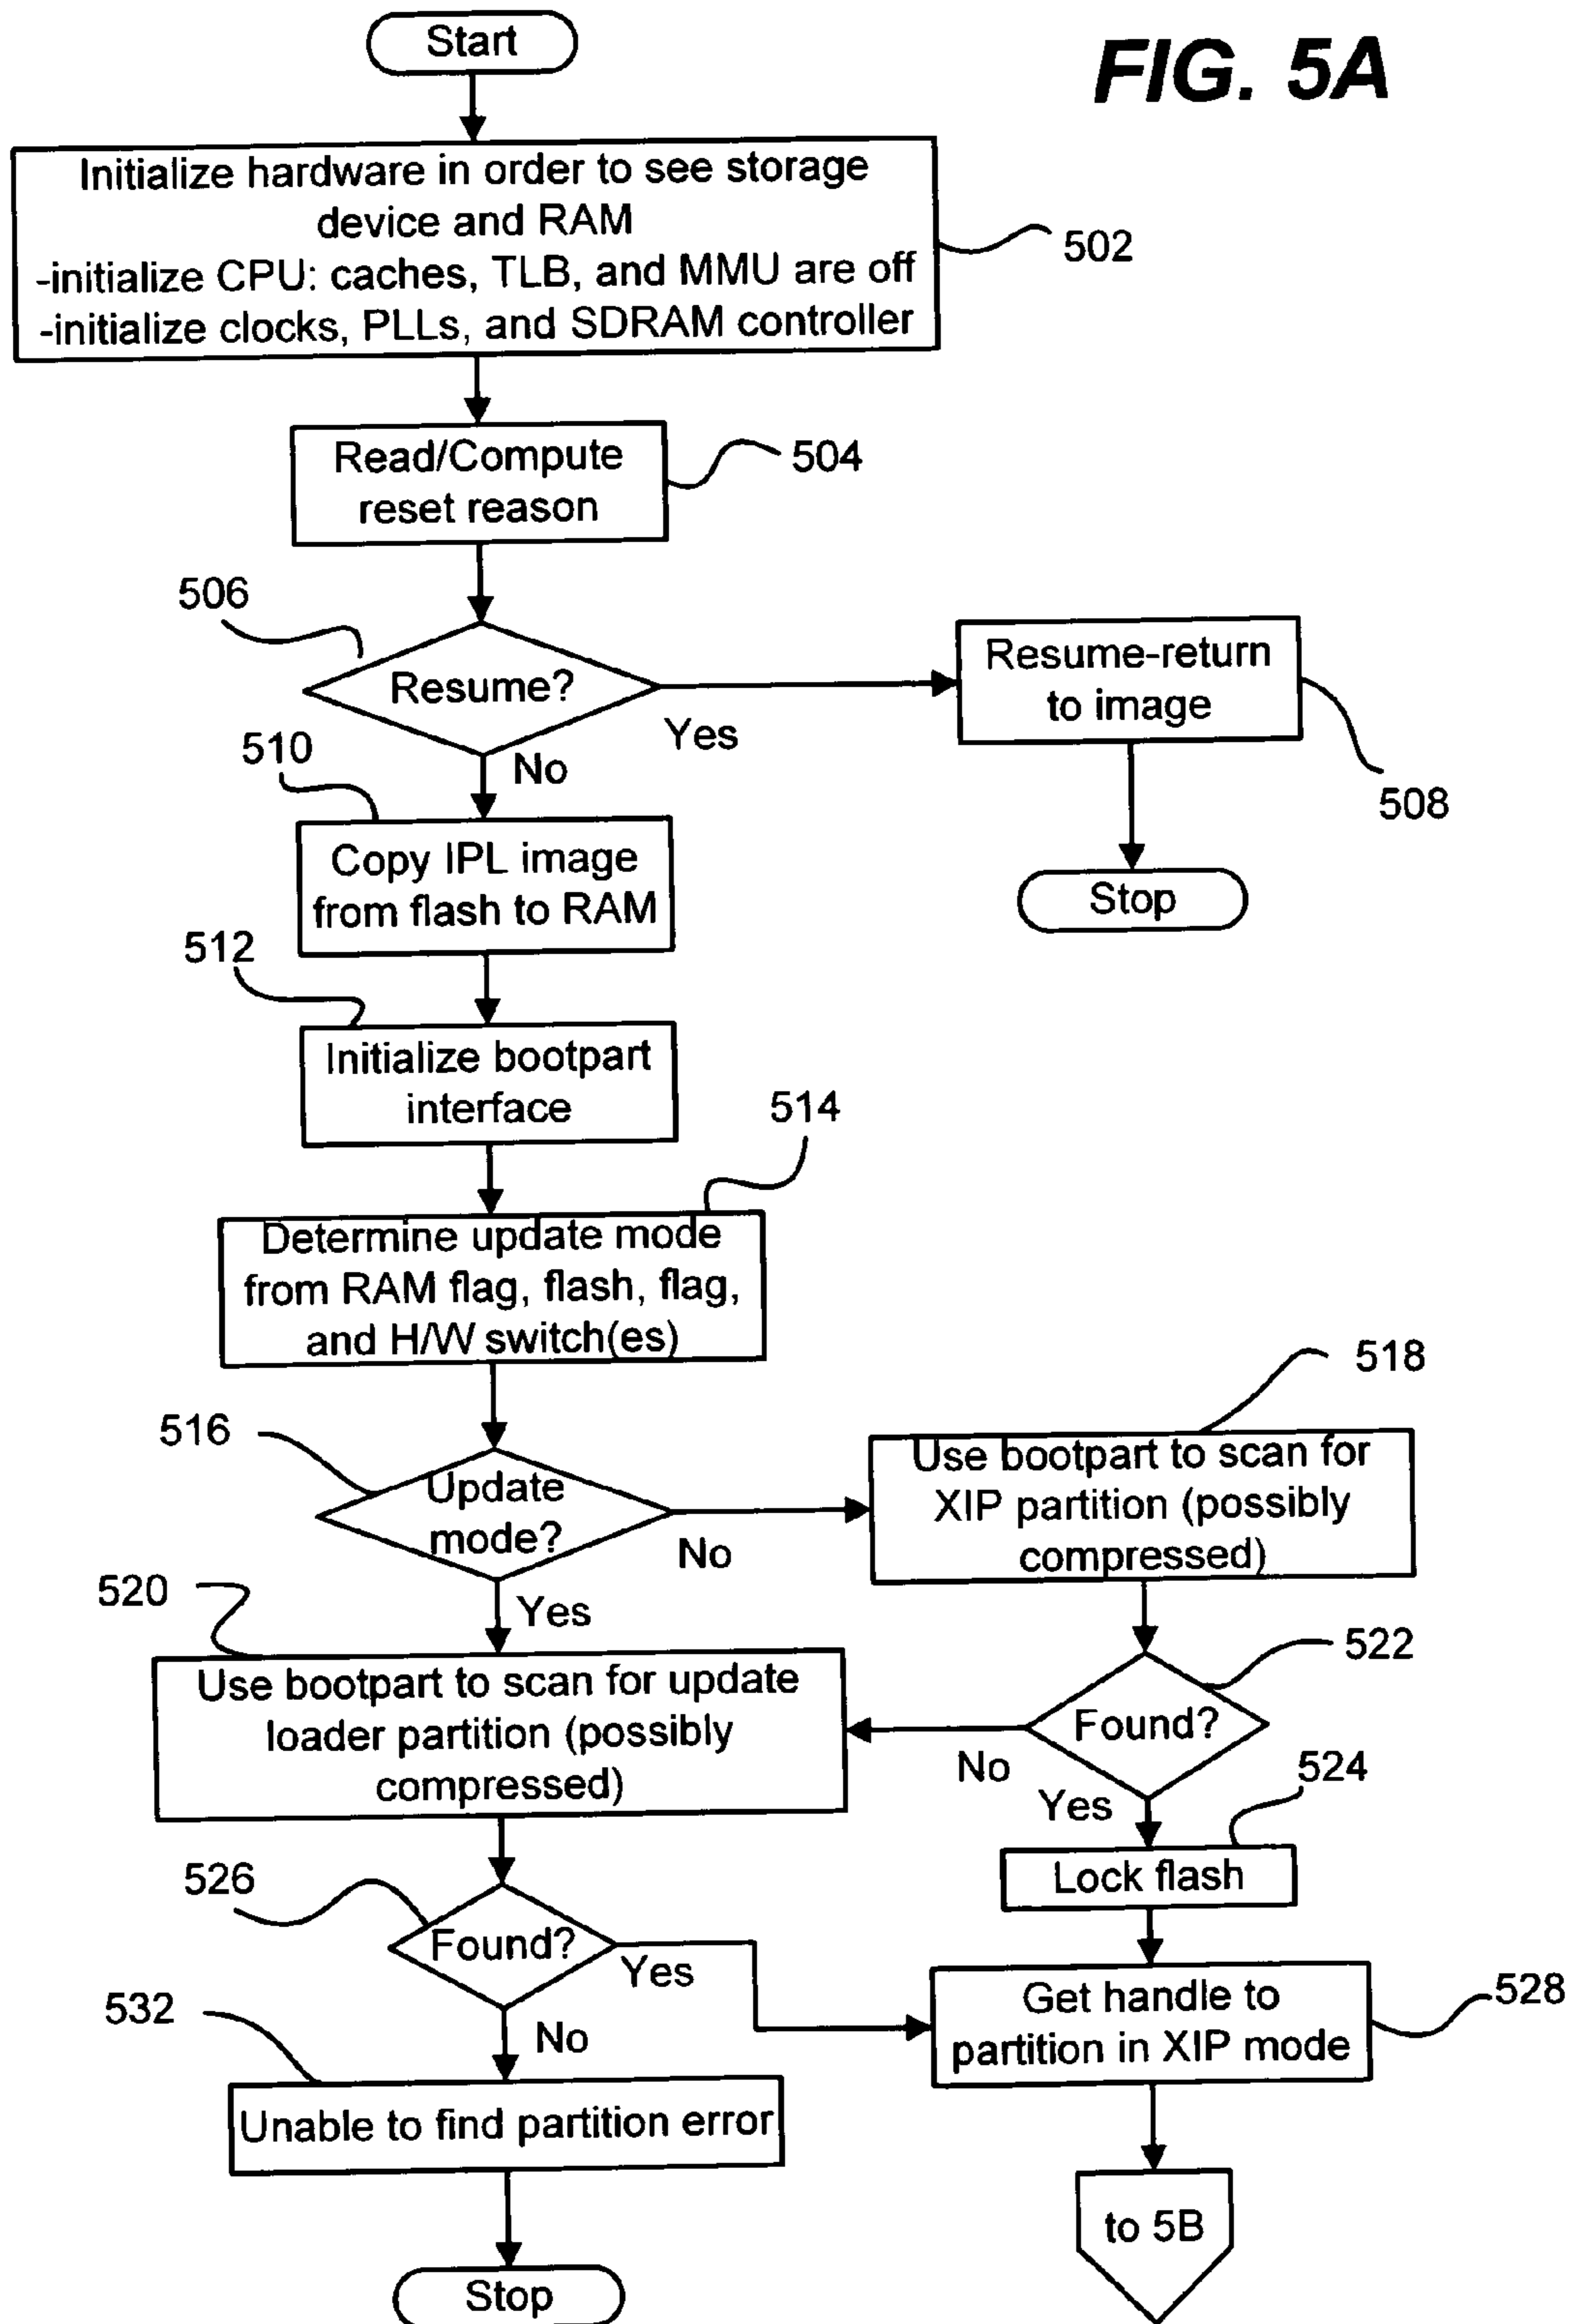 Start
FIG. 5A
Initialize hardware in order to see storage
device and RAM
-initialize CPU: caches, TLB, and MMU are off
-initialize clocks, PLLs, and SDRAM controller
502
Read/Compute
reset reason
504
506
Resume?
Yes
No
Resume-return
to image
508
Stop
510
Copy IPL image
from flash to RAM
512
Initialize bootpart
interface
514
Determine update mode
from RAM flag, flash, flag,
and H/W switch(es)
516
Update
mode?
No
Yes
518
Use bootpart to scan for
XIP partition (possibly
compressed)
520
Use bootpart to scan for update
loader partition (possibly
compressed)
522
Found?
No
Yes
524
Lock flash
526
Found?
Yes
No
528
Get handle to
partition in XIP mode
532
Unable to find partition error
to 5B
Stop